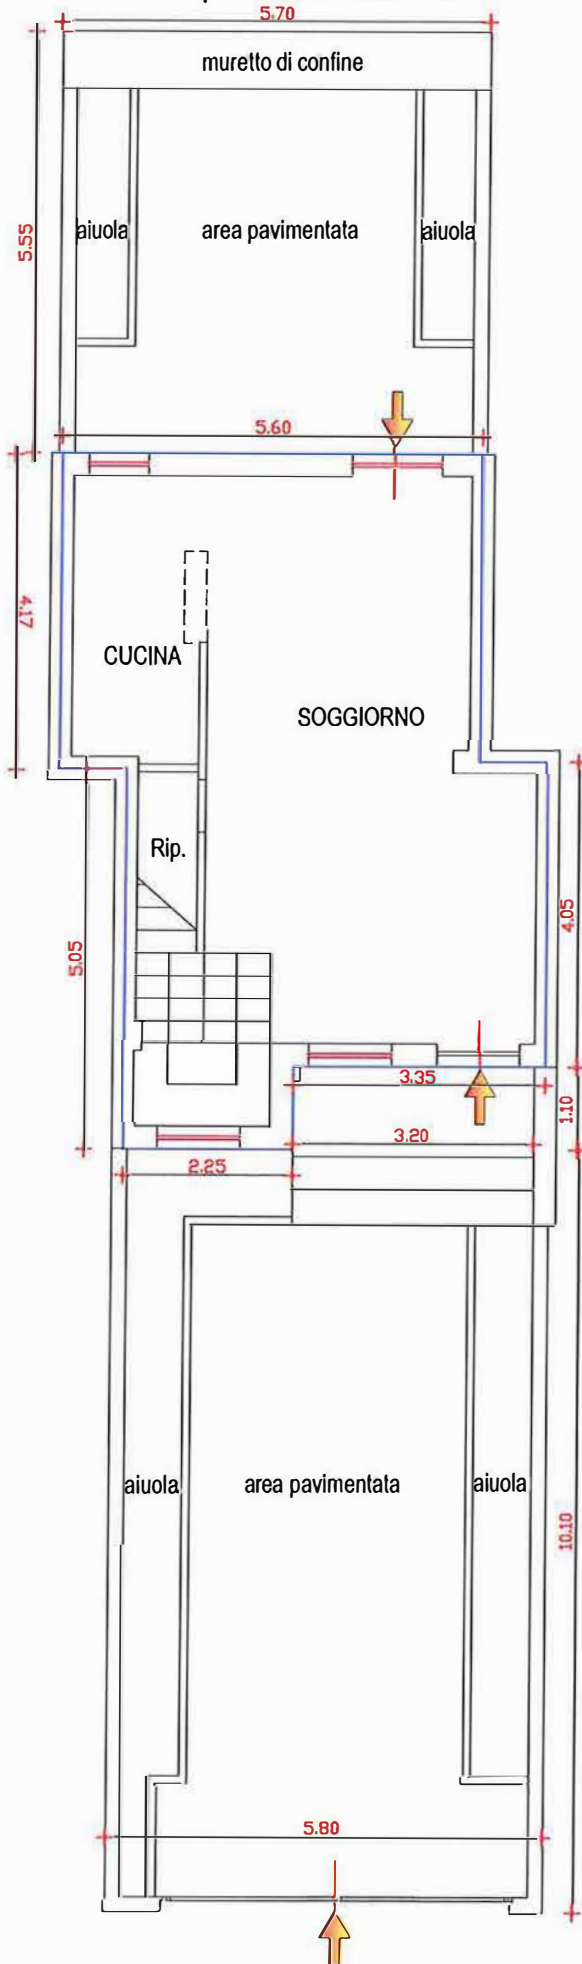 5.70
muretto di confine
5.55
aiuola
area pavimentata
aiuola
5.60
4.17
CUCINA
SOGGIORNO
Rip.
4.05
5.05
3.35
1.10
3.20
2.25
aiuola
area pavimentata
aiuola
10.10
5.80